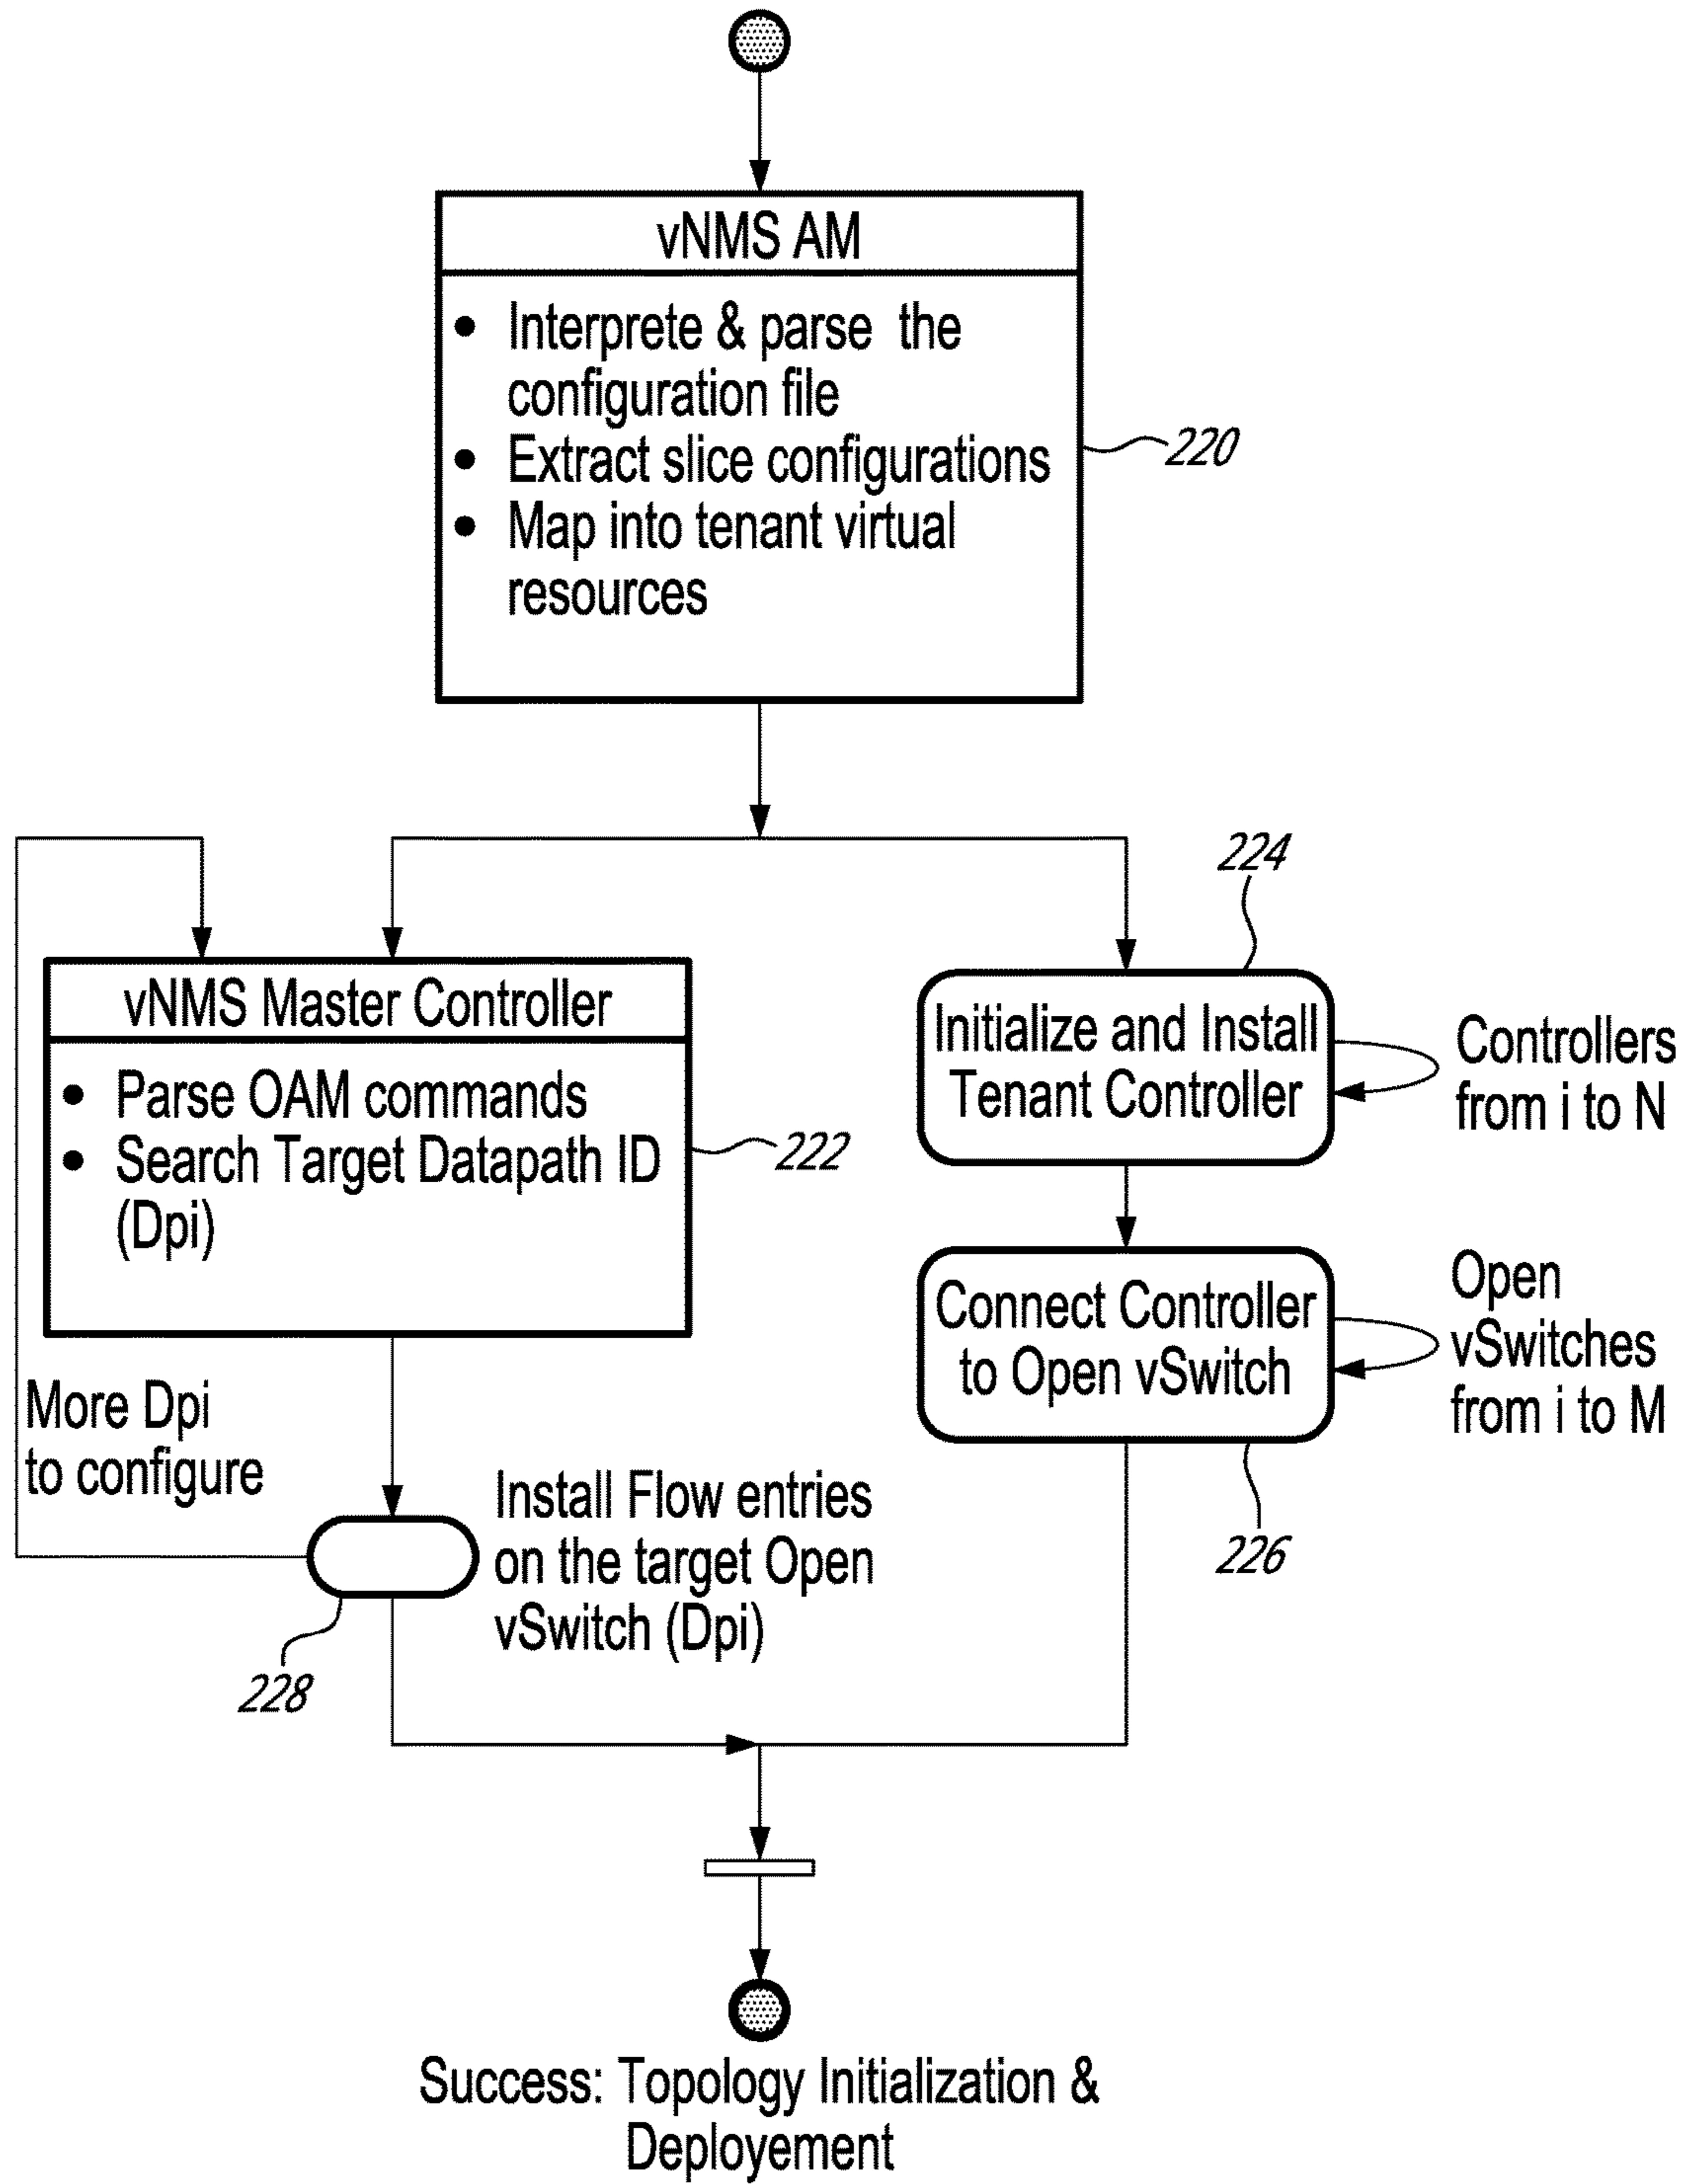 vNMS AM
• Interprete & parse the
configuration file
• Extract slice configurations
• Map into tenant virtual
resources
220
224
vNMS Master Controller
• Parse OAM commands
• Search Target Datapath ID
(Dpi)
222
Initialize and Install
Tenant Controller
Controllers
from i to N
Connect Controller
to Open vSwitch
Open
vSwitches
from i to M
226
More Dpi
to configure
Install Flow entries
on the target Open
vSwitch (Dpi)
228
Success: Topology Initialization &
Deployement